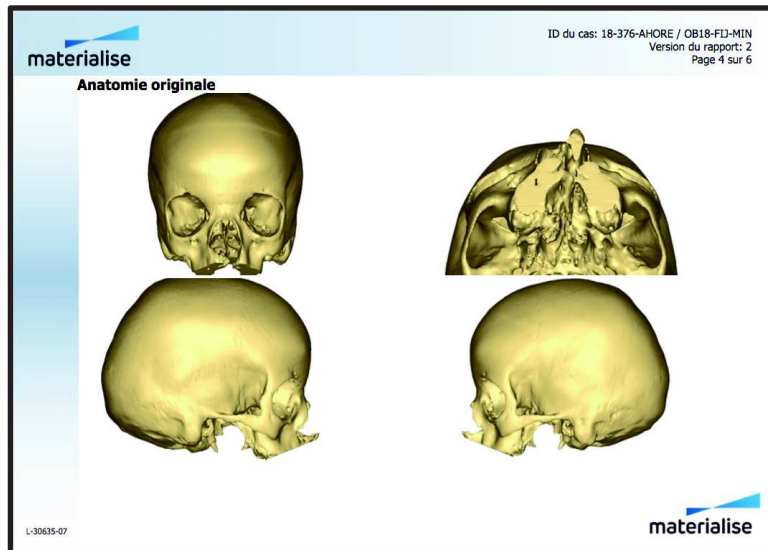 materialise
ID du cas: 18-376-AHORE / OB18-FIJ-MIN
Version du rapport: 2
Page 4 sur 6
Anatomie originale
L-30635-07
materialise